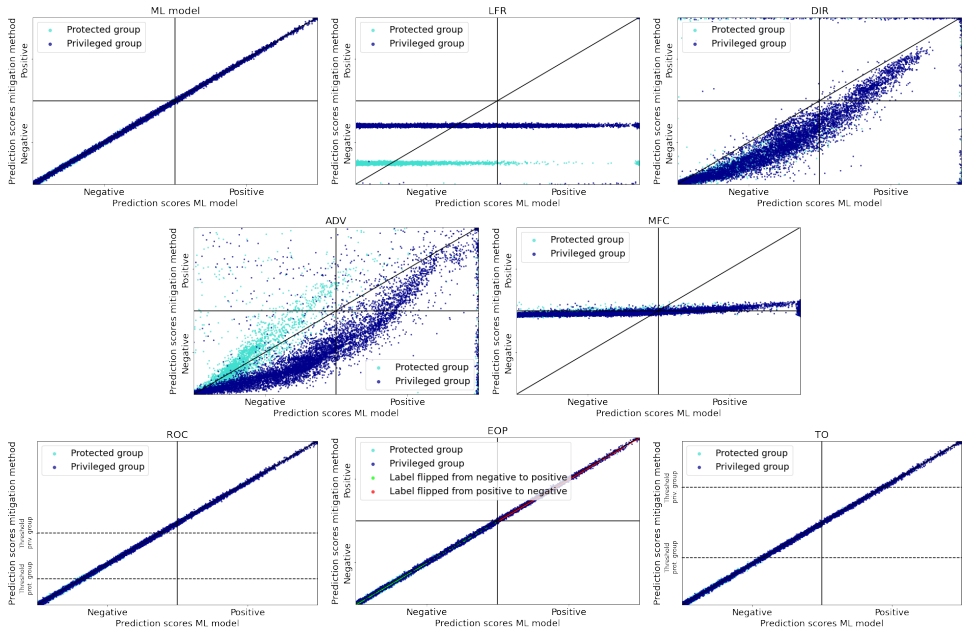 ML model
Prediction scores mitigation method
Positive
Negative
Protected group
Privileged group
Negative
Positive
Prediction scores ML model
LFR
Prediction scores mitigation method
Positive
Negative
Protected group
Privileged group
Negative
Positive
Prediction scores ML model
DIR
Prediction scores mitigation method
Positive
Negative
Protected group
Privileged group
Negative
Positive
Prediction scores ML model
ADV
Prediction scores mitigation method
Positive
Negative
Protected group
Privileged group
Negative
Positive
Prediction scores ML model
MFC
Prediction scores mitigation method
Positive
Negative
Protected group
Privileged group
Negative
Positive
Prediction scores ML model
ROC
Prediction scores mitigation method
Threshold
priv group
Threshold
prot group
Protected group
Privileged group
Negative
Positive
Prediction scores ML model
EOP
Prediction scores mitigation method
Positive
Negative
Protected group
Privileged group
Label flipped from negative to positive
Label flipped from positive to negative
Negative
Positive
Prediction scores ML model
TO
Prediction scores mitigation method
Threshold
priv group
Threshold
prot group
Protected group
Privileged group
Negative
Positive
Prediction scores ML model